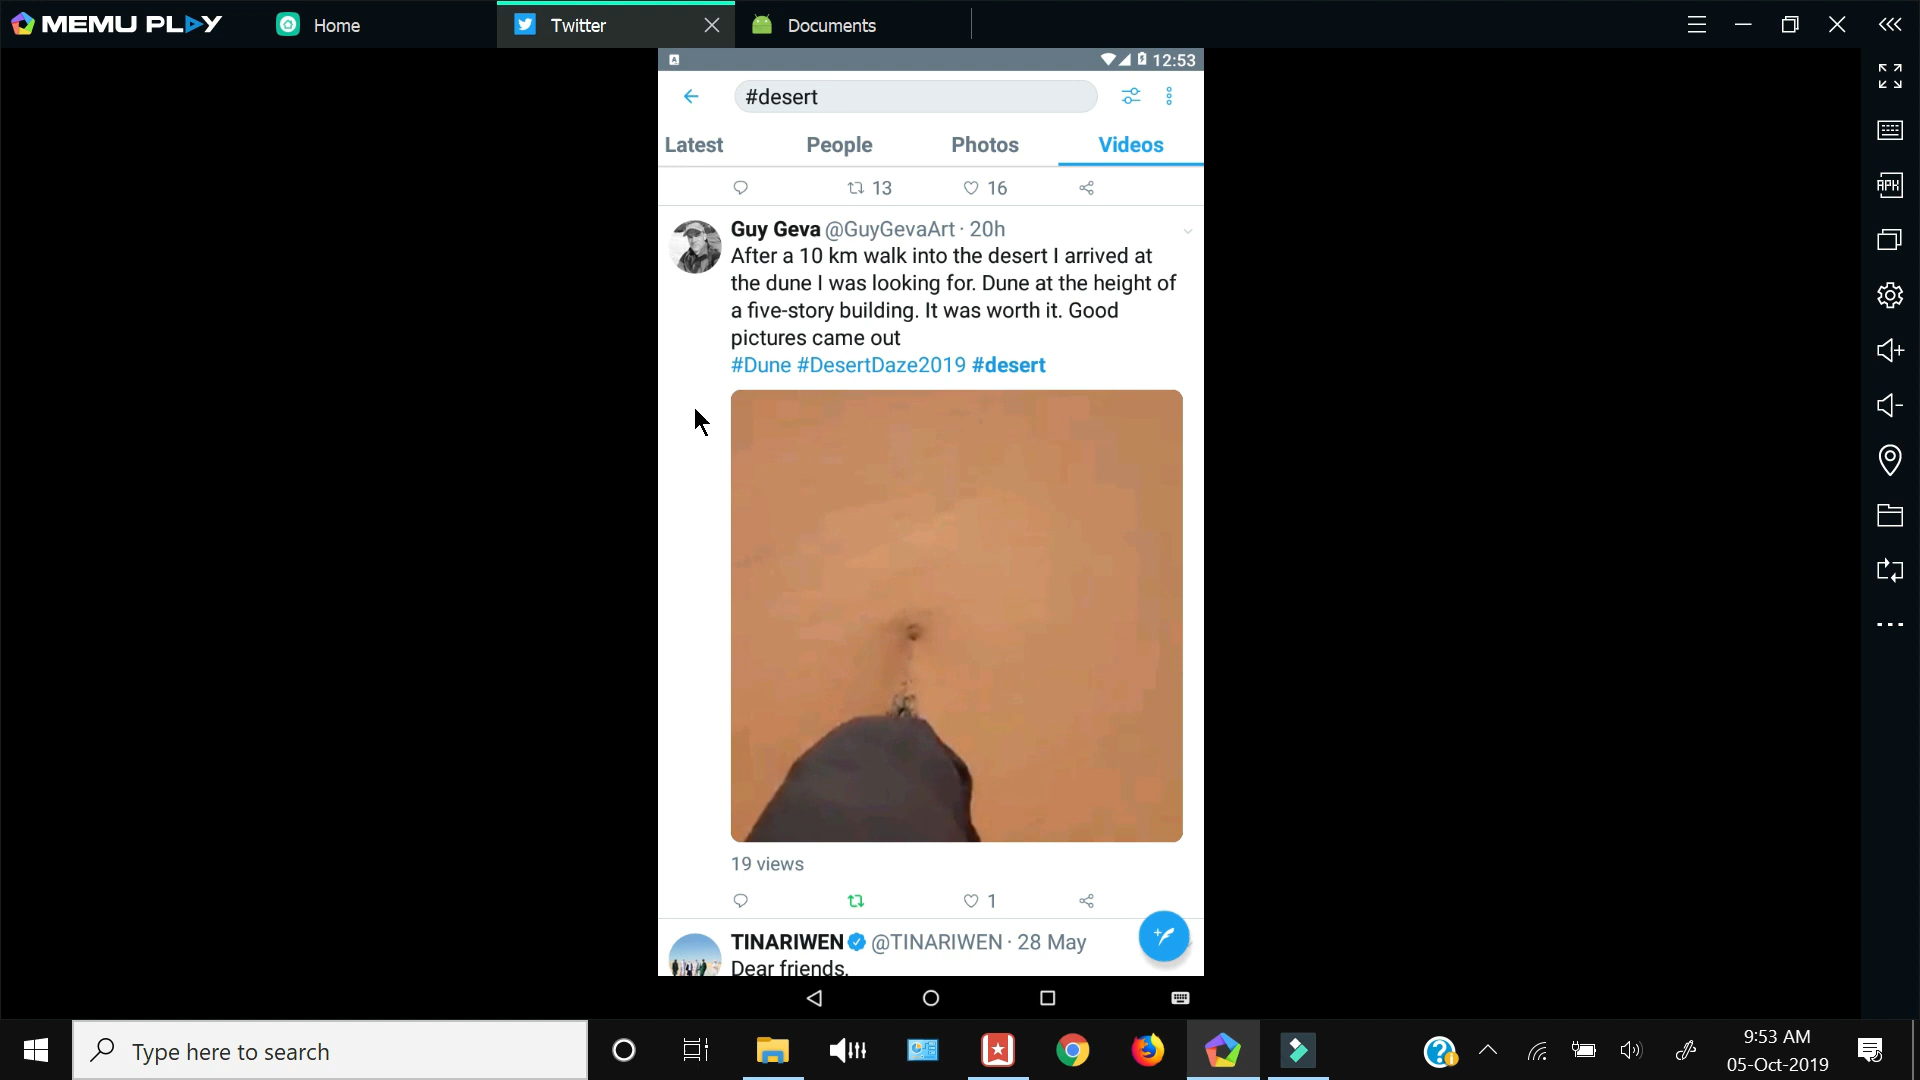 MEMU PLAY
Home
Twitter
Documents
12:53
#desert
Latest
People
Photos
Videos
13
16
APK
Guy Geva @GuyGevaArt · 20h
After a 10 km walk into the desert I arrived at
the dune I was looking for. Dune at the height of
a five-story building. It was worth it. Good
pictures came out
#Dune #DesertDaze2019 #desert
19 views
1
TINARIWEN @TINARIWEN · 28 May
Dear friends,
Type here to search
9:53 AM
05-Oct-2019